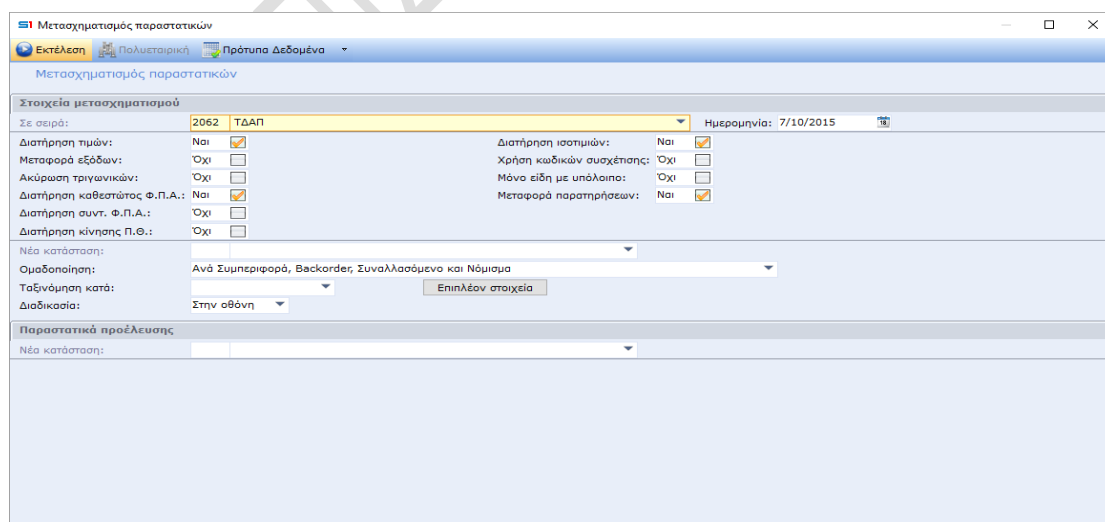 S1 Μετασχηματισμός παραστατικών
Εκτέλεση Πολυεταιρική Πρότυπα Δεδομένα
Μετασχηματισμός παραστατικών
Στοιχεία μετασχηματισμού
Σε σειρά: 2062 ΤΔΑΠ Ημερομηνία: 7/10/2015 18
Διατήρηση τιμών: Ναι Διατήρηση ισοτιμιών: Ναι
Μεταφορά εξόδων: Όχι Χρήση κωδικών συσχέτισης: Όχι
Ακύρωση τριγωνικών: Όχι Μόνο είδη με υπόλοιπο: Όχι
Διατήρηση καθεστώτος Φ.Π.Α.: Ναι Μεταφορά παρατηρήσεων: Ναι
Διατήρηση συντ. Φ.Π.Α.: Όχι
Διατήρηση κίνησης Π.Θ.: Όχι
Νέα κατάσταση:
Ομαδοποίηση: Ανά Συμπεριφορά, Backorder, Συναλλασόμενο και Νόμισμα
Ταξινόμηση κατά: Επιπλέον στοιχεία
Διαδικασία: Στην οθόνη
Παραστατικά προέλευσης
Νέα κατάσταση: